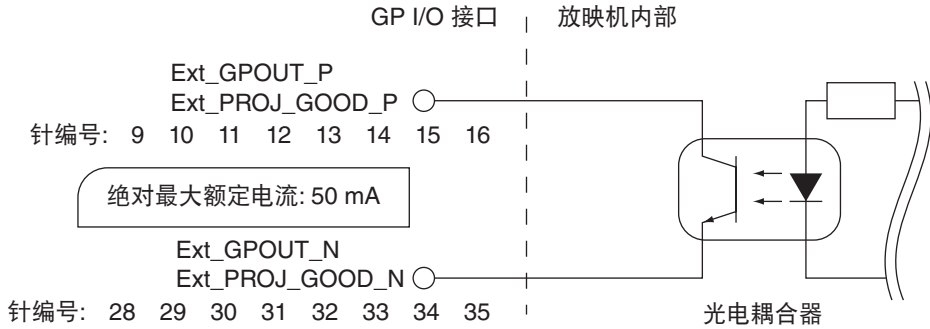 GP I/O 接口 放映机内部
Ext_GPOUT_P
Ext_PROJ_GOOD_P
针编号: 9 10 11 12 13 14 15 16
绝对最大额定电流: 50 mA
Ext_GPOUT_N
Ext_PROJ_GOOD_N
针编号: 28 29 30 31 32 33 34 35
光电耦合器